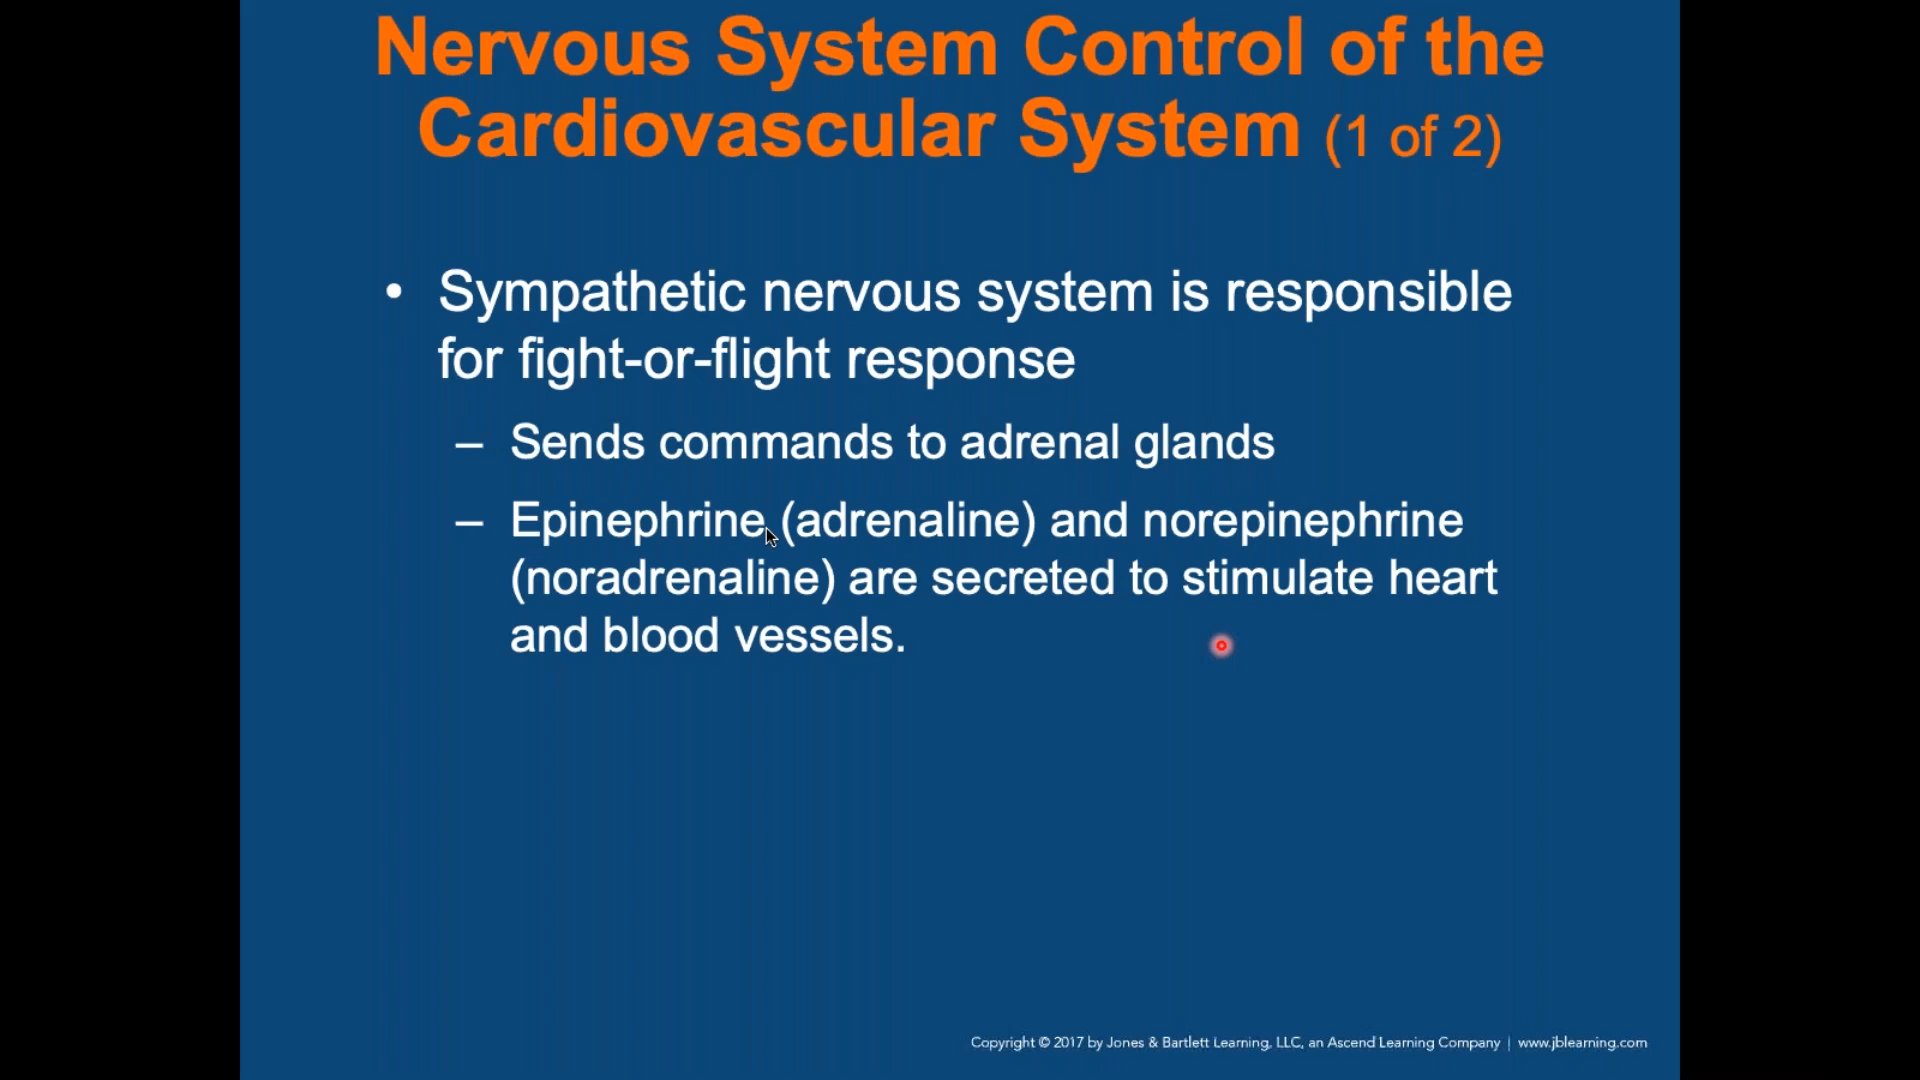 Nervous System Control of the
Cardiovascular System (1 of 2)
• Sympathetic nervous system is responsible
for fight-or-flight response
– Sends commands to adrenal glands
– Epinephrine (adrenaline) and norepinephrine
(noradrenaline) are secreted to stimulate heart
and blood vessels.
Copyright © 2017 by Jones & Bartlett Learning, LLC, an Ascend Learning Company | www.jblearning.com